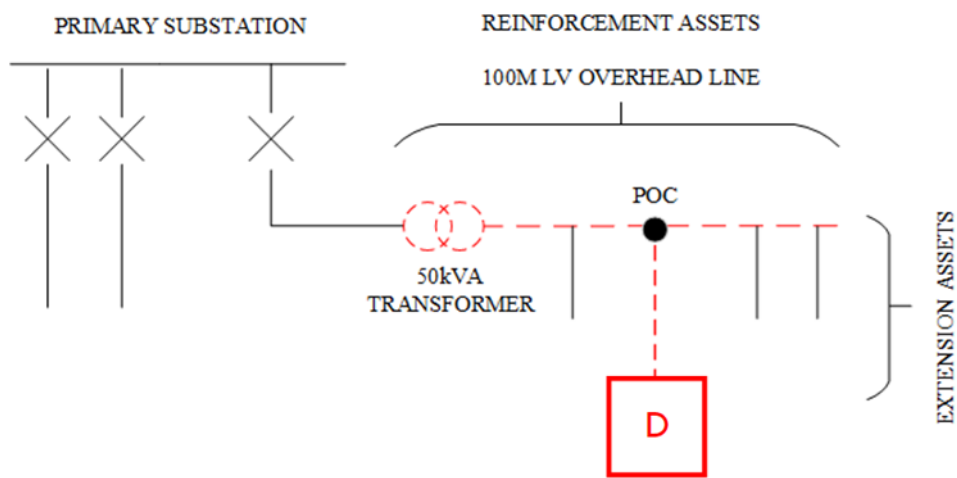 PRIMARY SUBSTATION
REINFORCEMENT ASSETS
100M LV OVERHEAD LINE
POC
50kVA
TRANSFORMER
EXTENSION ASSETS
D